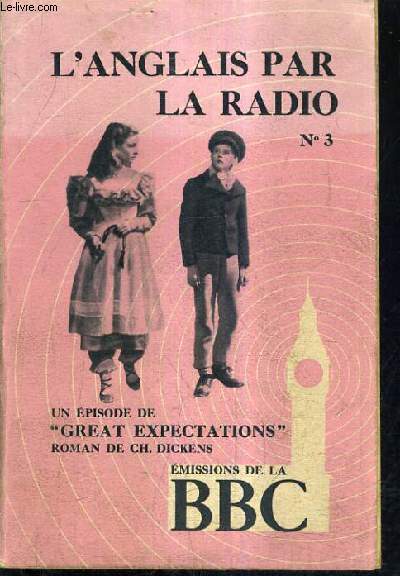 L'ANGLAIS PAR
LA RADIO
N° 3
UN ÉPISODE DE
"GREAT EXPECTATIONS"
ROMAN DE CH. DICKENS
ÉMISSIONS DE LA
BBC
le-livre.com